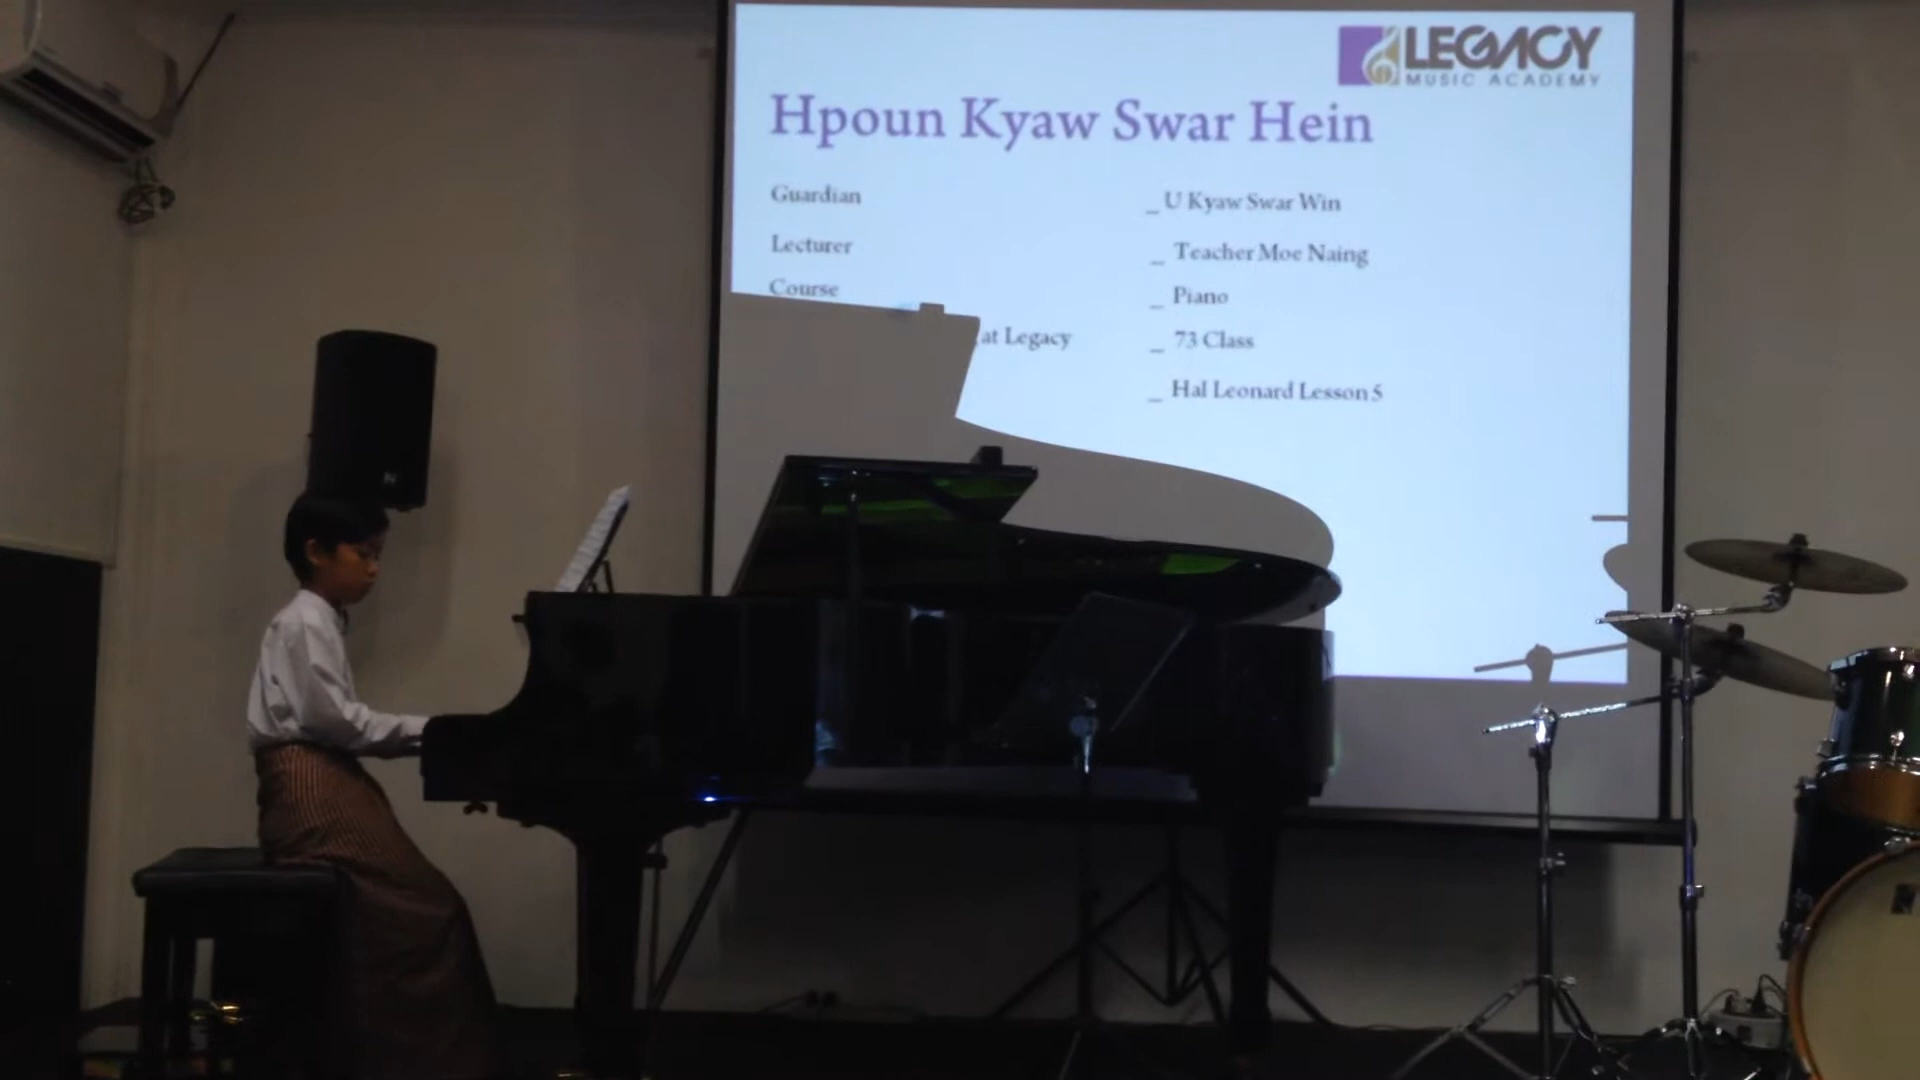 LEGACY
MUSIC ACADEMY
Hpoun Kyaw Swar Hein
Guardian _ U Kyaw Swar Win
Lecturer _ Teacher Moe Naing
Course _ Piano
at Legacy _ 73 Class
_ Hal Leonard Lesson 5